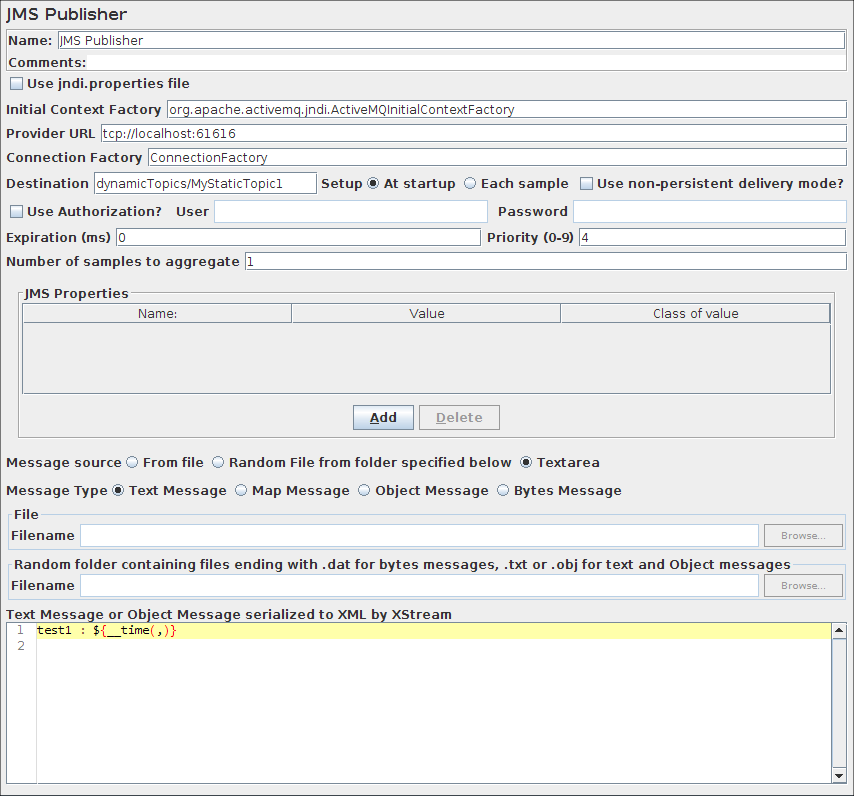 JMS Publisher
Name: JMS Publisher
Comments:
Use jndi.properties file
Initial Context Factory org.apache.activemq.jndi.ActiveMQInitialContextFactory
Provider URL tcp://localhost:61616
Connection Factory ConnectionFactory
Destination dynamicTopics/MyStaticTopic1 Setup At startup Each sample Use non-persistent delivery mode?
Use Authorization? User Password
Expiration (ms) 0 Priority (0-9) 4
Number of samples to aggregate 1
JMS Properties
Name: Value Class of value
Add Delete
Message source From file Random File from folder specified below Textarea
Message Type Text Message Map Message Object Message Bytes Message
File
Filename Browse...
Random folder containing files ending with .dat for bytes messages, .txt or .obj for text and Object messages
Filename Browse...
Text Message or Object Message serialized to XML by XStream
1 test1 : ${__time(,)}
2